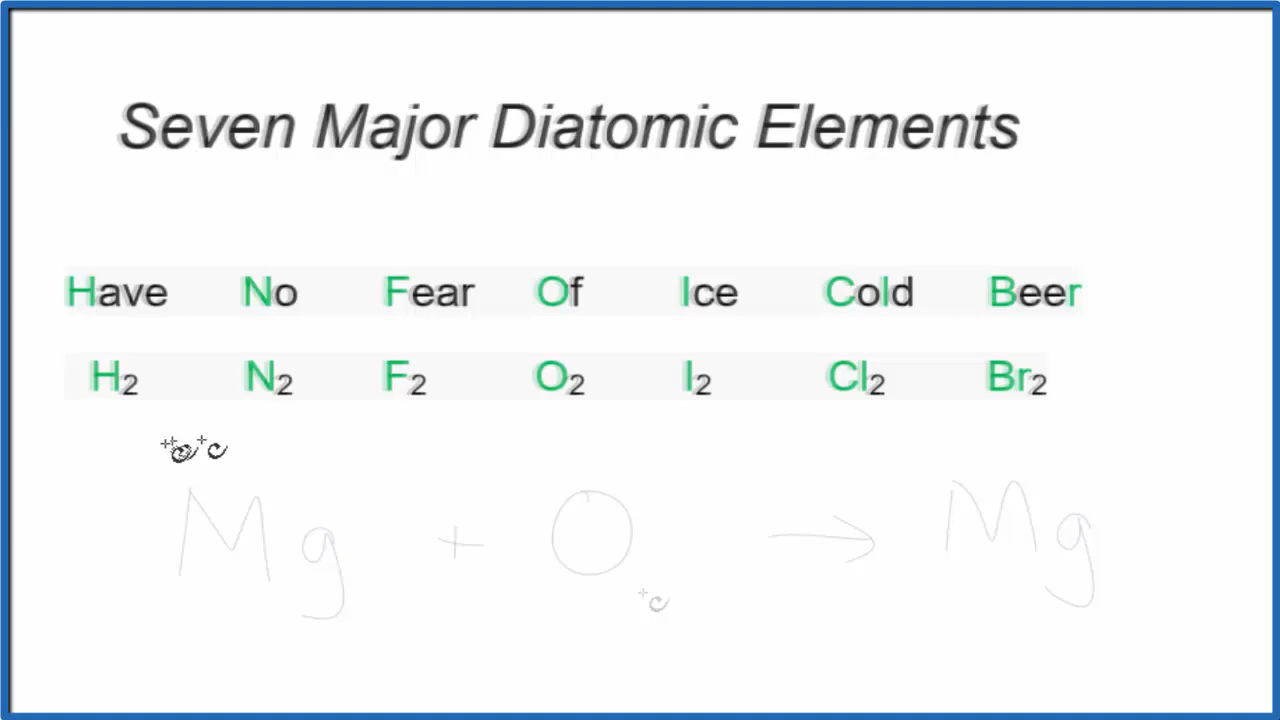 Seven Major Diatomic Elements
Have No Fear Of Ice Cold Beer
H₂ N₂ F₂ O₂ I₂ Cl₂ Br₂
Mg + O → Mg